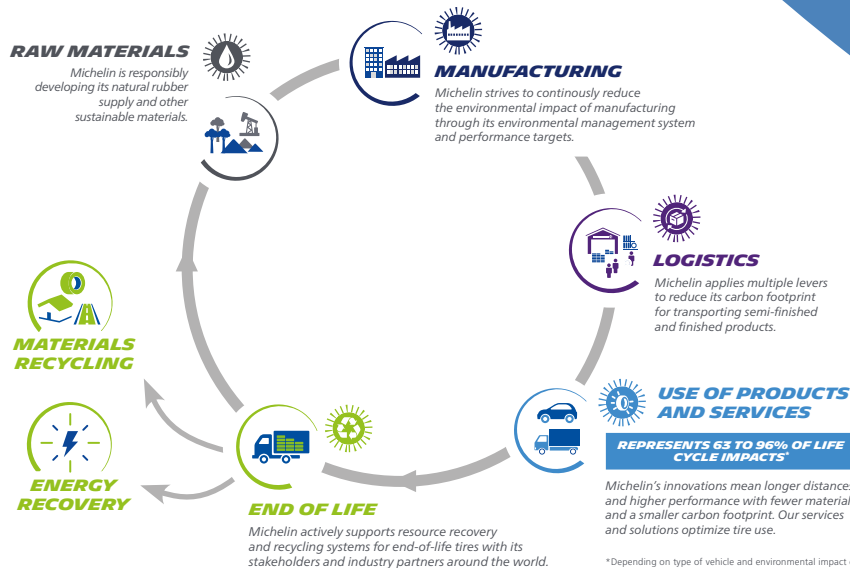 RAW MATERIALS
Michelin is responsibly
developing its natural rubber
supply and other
sustainable materials.
MANUFACTURING
Michelin strives to continously reduce
the environmental impact of manufacturing
through its environmental management system
and performance targets.
LOGISTICS
Michelin applies multiple levers
to reduce its carbon footprint
for transporting semi-finished
and finished products.
USE OF PRODUCTS
AND SERVICES
REPRESENTS 63 TO 96% OF LIFE
CYCLE IMPACTS*
Michelin's innovations mean longer distances
and higher performance with fewer material
and a smaller carbon footprint. Our services
and solutions optimize tire use.
*Depending on type of vehicle and environmental impact
END OF LIFE
Michelin actively supports resource recovery
and recycling systems for end-of-life tires with its
stakeholders and industry partners around the world.
MATERIALS
RECYCLING
ENERGY
RECOVERY